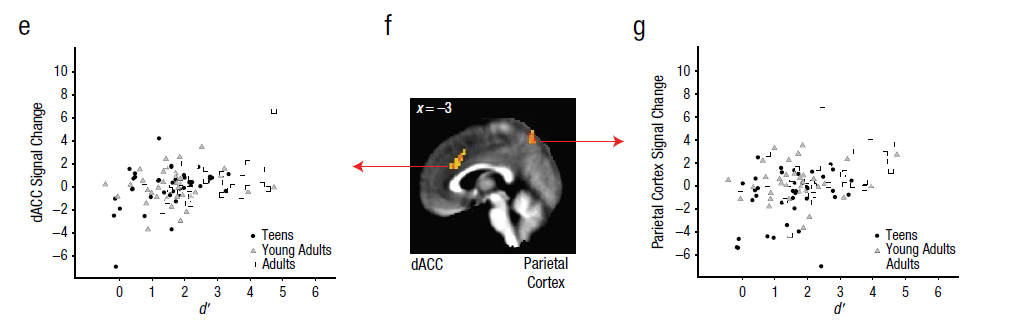 e
f
g
dACC Signal Change
10
8
6
4
2
0
−2
−4
−6
0 1 2 3 4 5 6
d′
Teens
Young Adults
Adults
x = −3
dACC
Parietal
Cortex
Parietal Cortex Signal Change
10
8
6
4
2
0
−2
−4
−6
0 1 2 3 4 5 6
d′
Teens
Young Adults
Adults